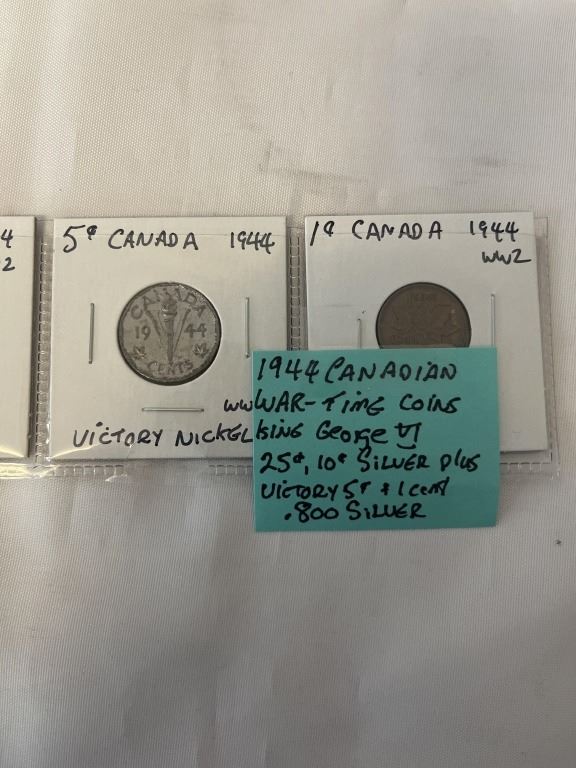 4
2
5¢ CANADA 1944
CANADA
19 44
CENTS
WW
VICTORY NICKEL
1¢ CANADA 1944
WW2
1944 CANADIAN
WAR-TIME COINS
KING GEORGE VI
25¢, 10¢ SILVER PLUS
VICTORY 5¢ & 1 CENT
.800 SILVER